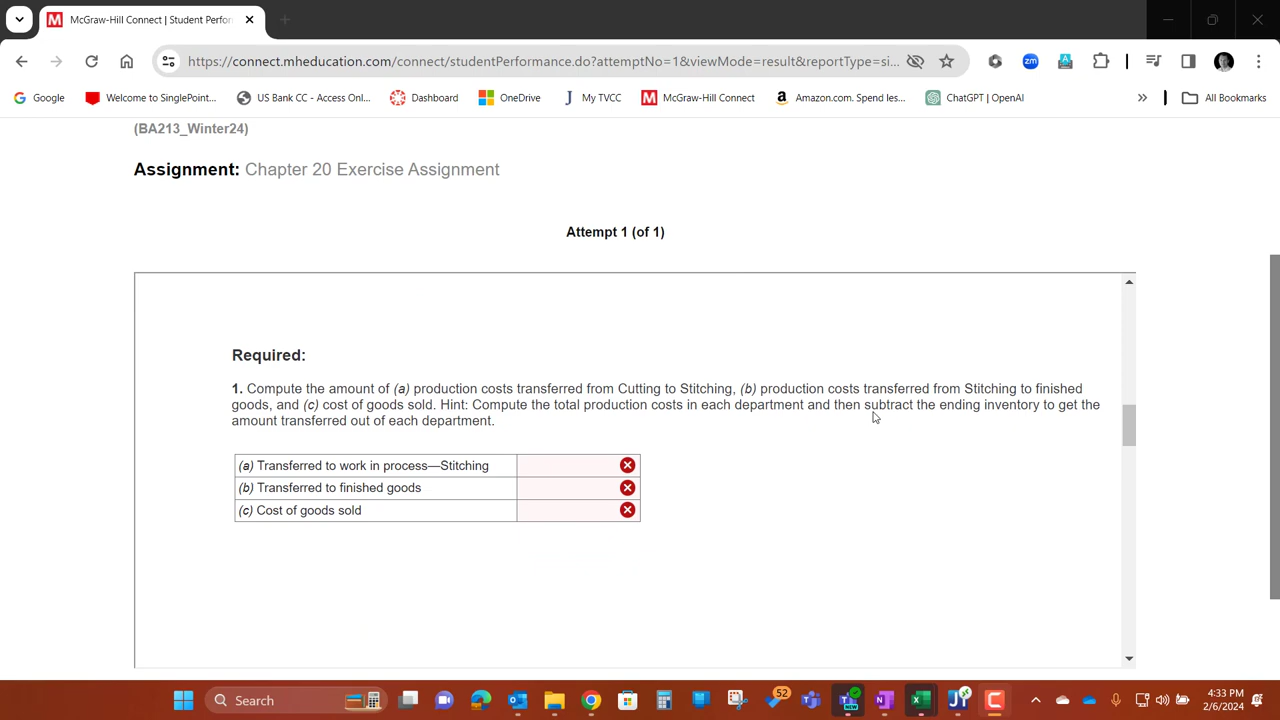 McGraw-Hill Connect | Student Perfor
https://connect.mheducation.com/connect/studentPerformance.do?attemptNo=1&viewMode=result&reportType=si...
Google
Welcome to SinglePoint...
US Bank CC - Access Onl...
Dashboard
OneDrive
My TVCC
McGraw-Hill Connect
Amazon.com. Spend les...
ChatGPT | OpenAI
All Bookmarks
(BA213_Winter24)
Assignment: Chapter 20 Exercise Assignment
Attempt 1 (of 1)
Required:
1. Compute the amount of (a) production costs transferred from Cutting to Stitching, (b) production costs transferred from Stitching to finished
goods, and (c) cost of goods sold. Hint: Compute the total production costs in each department and then subtract the ending inventory to get the
amount transferred out of each department.
(a) Transferred to work in process—Stitching
(b) Transferred to finished goods
(c) Cost of goods sold
Search
52
4:33 PM
2/6/2024